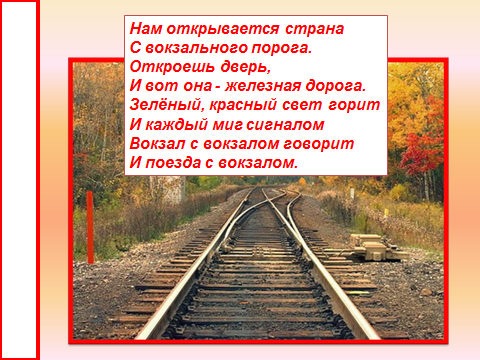 Нам открывается страна
С вокзального порога.
Откроешь дверь,
И вот она - железная дорога.
Зелёный, красный свет горит
И каждый миг сигналом
Вокзал с вокзалом говорит
И поезда с вокзалом.